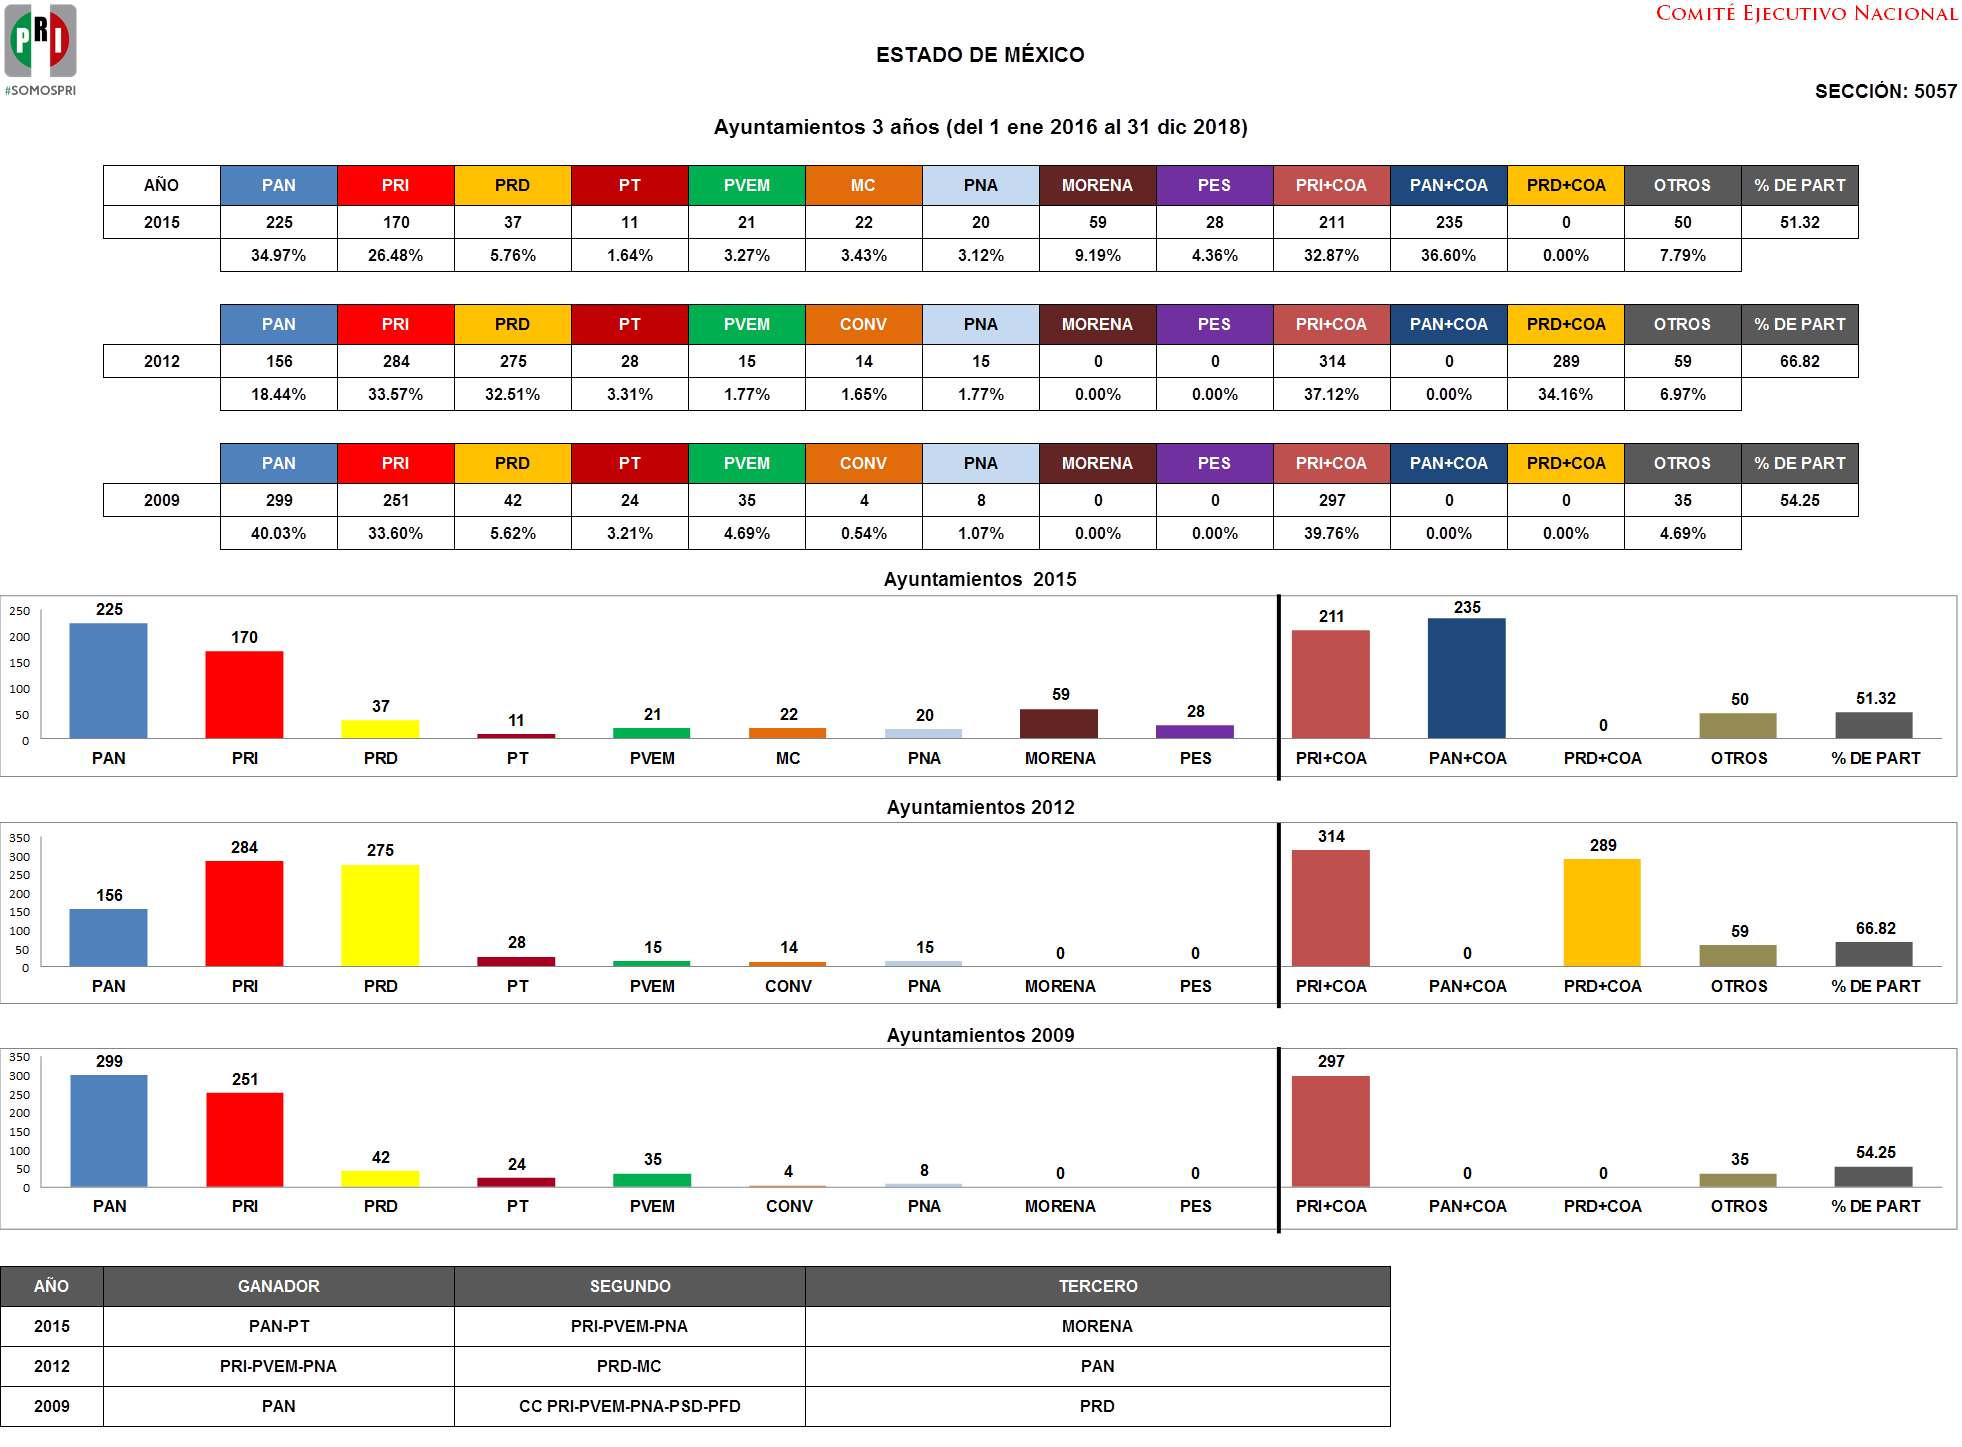 PRI
#SOMOSPRI
COMITÉ EJECUTIVO NACIONAL
ESTADO DE MÉXICO
SECCIÓN: 5057
Ayuntamientos 3 años (del 1 ene 2016 al 31 dic 2018)
AÑO PAN PRI PRD PT PVEM MC PNA MORENA PES PRI+COA PAN+COA PRD+COA OTROS % DE PART
2015 225 170 37 11 21 22 20 59 28 211 235 0 50 51.32
34.97% 26.48% 5.76% 1.64% 3.27% 3.43% 3.12% 9.19% 4.36% 32.87% 36.60% 0.00% 7.79%
PAN PRI PRD PT PVEM CONV PNA MORENA PES PRI+COA PAN+COA PRD+COA OTROS % DE PART
2012 156 284 275 28 15 14 15 0 0 314 0 289 59 66.82
18.44% 33.57% 32.51% 3.31% 1.77% 1.65% 1.77% 0.00% 0.00% 37.12% 0.00% 34.16% 6.97%
PAN PRI PRD PT PVEM CONV PNA MORENA PES PRI+COA PAN+COA PRD+COA OTROS % DE PART
2009 299 251 42 24 35 4 8 0 0 297 0 0 35 54.25
40.03% 33.60% 5.62% 3.21% 4.69% 0.54% 1.07% 0.00% 0.00% 39.76% 0.00% 0.00% 4.69%
Ayuntamientos 2015
250
200
150
100
50
0
225 170 37 11 21 22 20 59 28 211 235 0 50 51.32
PAN PRI PRD PT PVEM MC PNA MORENA PES PRI+COA PAN+COA PRD+COA OTROS % DE PART
Ayuntamientos 2012
350
300
250
200
150
100
50
0
156 284 275 28 15 14 15 0 0 314 0 289 59 66.82
PAN PRI PRD PT PVEM CONV PNA MORENA PES PRI+COA PAN+COA PRD+COA OTROS % DE PART
Ayuntamientos 2009
350
300
250
200
150
100
50
0
299 251 42 24 35 4 8 0 0 297 0 0 35 54.25
PAN PRI PRD PT PVEM CONV PNA MORENA PES PRI+COA PAN+COA PRD+COA OTROS % DE PART
AÑO GANADOR SEGUNDO TERCERO
2015 PAN-PT PRI-PVEM-PNA MORENA
2012 PRI-PVEM-PNA PRD-MC PAN
2009 PAN CC PRI-PVEM-PNA-PSD-PFD PRD